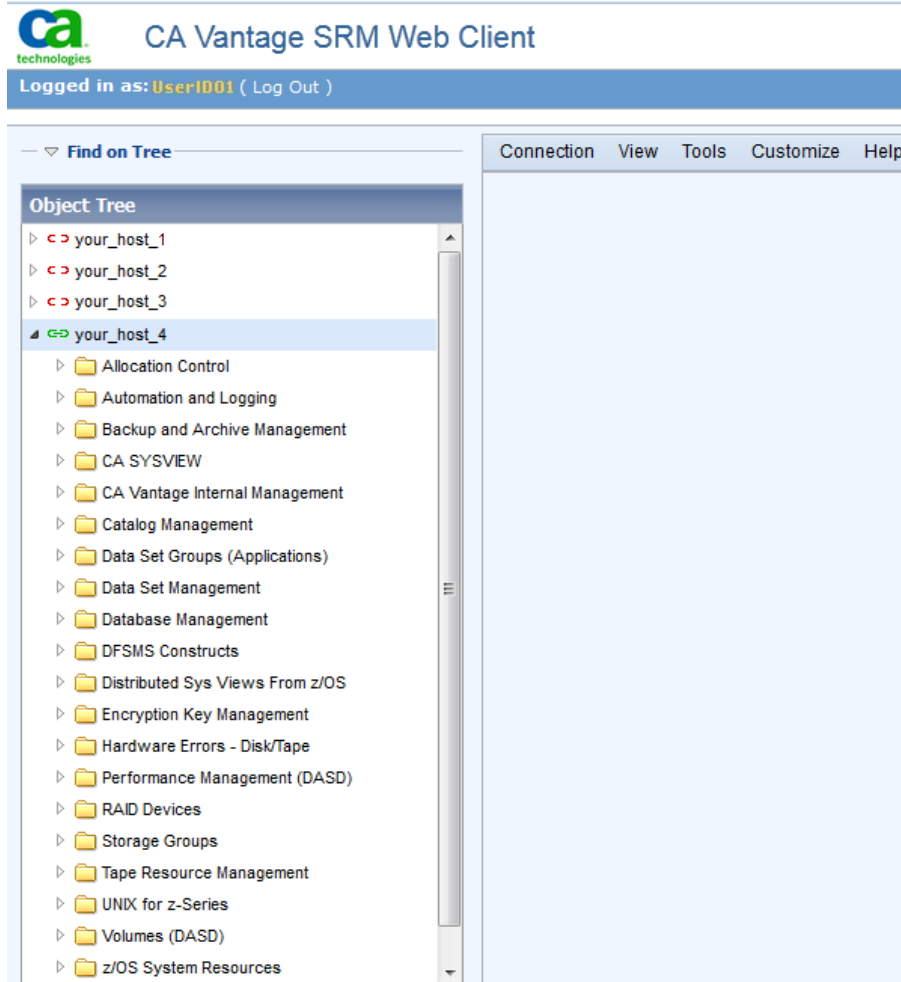 ca
technologies
CA Vantage SRM Web Client
Logged in as: UserID01 ( Log Out )
Find on Tree
Connection View Tools Customize Help
Object Tree
your_host_1
your_host_2
your_host_3
your_host_4
Allocation Control
Automation and Logging
Backup and Archive Management
CA SYSVIEW
CA Vantage Internal Management
Catalog Management
Data Set Groups (Applications)
Data Set Management
Database Management
DFSMS Constructs
Distributed Sys Views From z/OS
Encryption Key Management
Hardware Errors - Disk/Tape
Performance Management (DASD)
RAID Devices
Storage Groups
Tape Resource Management
UNIX for z-Series
Volumes (DASD)
z/OS System Resources